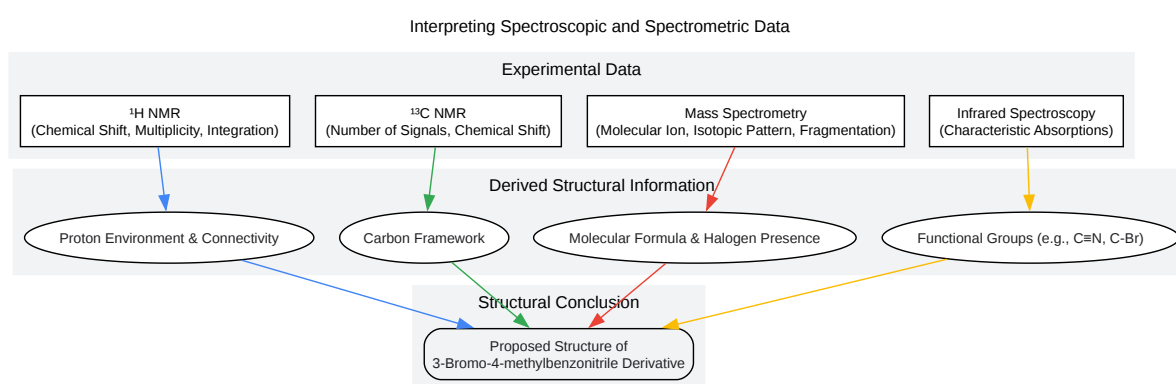 Interpreting Spectroscopic and Spectrometric Data
Experimental Data
¹H NMR
(Chemical Shift, Multiplicity, Integration)
¹³C NMR
(Number of Signals, Chemical Shift)
Mass Spectrometry
(Molecular Ion, Isotopic Pattern, Fragmentation)
Infrared Spectroscopy
(Characteristic Absorptions)
Derived Structural Information
Proton Environment & Connectivity
Carbon Framework
Molecular Formula & Halogen Presence
Functional Groups (e.g., C≡N, C-Br)
Structural Conclusion
Proposed Structure of
3-Bromo-4-methylbenzonitrile Derivative